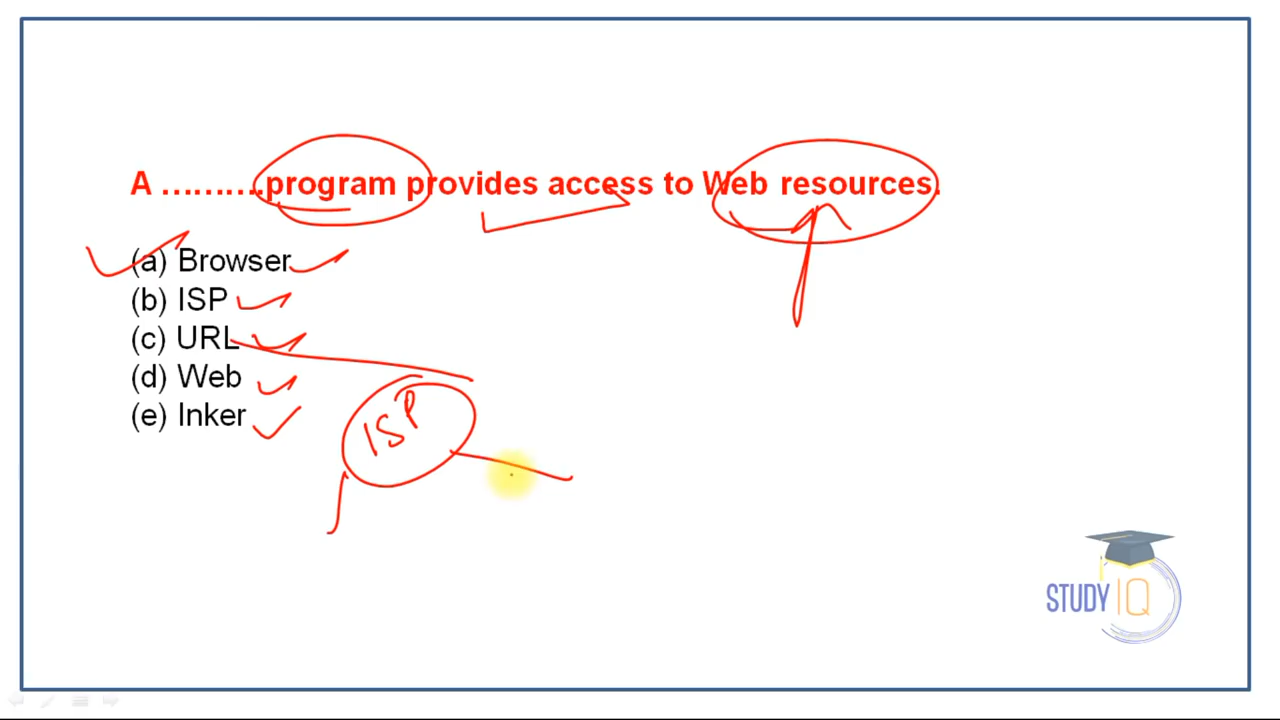 A ……….program provides access to Web resources.
(a) Browser
(b) ISP
(c) URL
(d) Web
(e) Inker
ISP
STUDY IQ